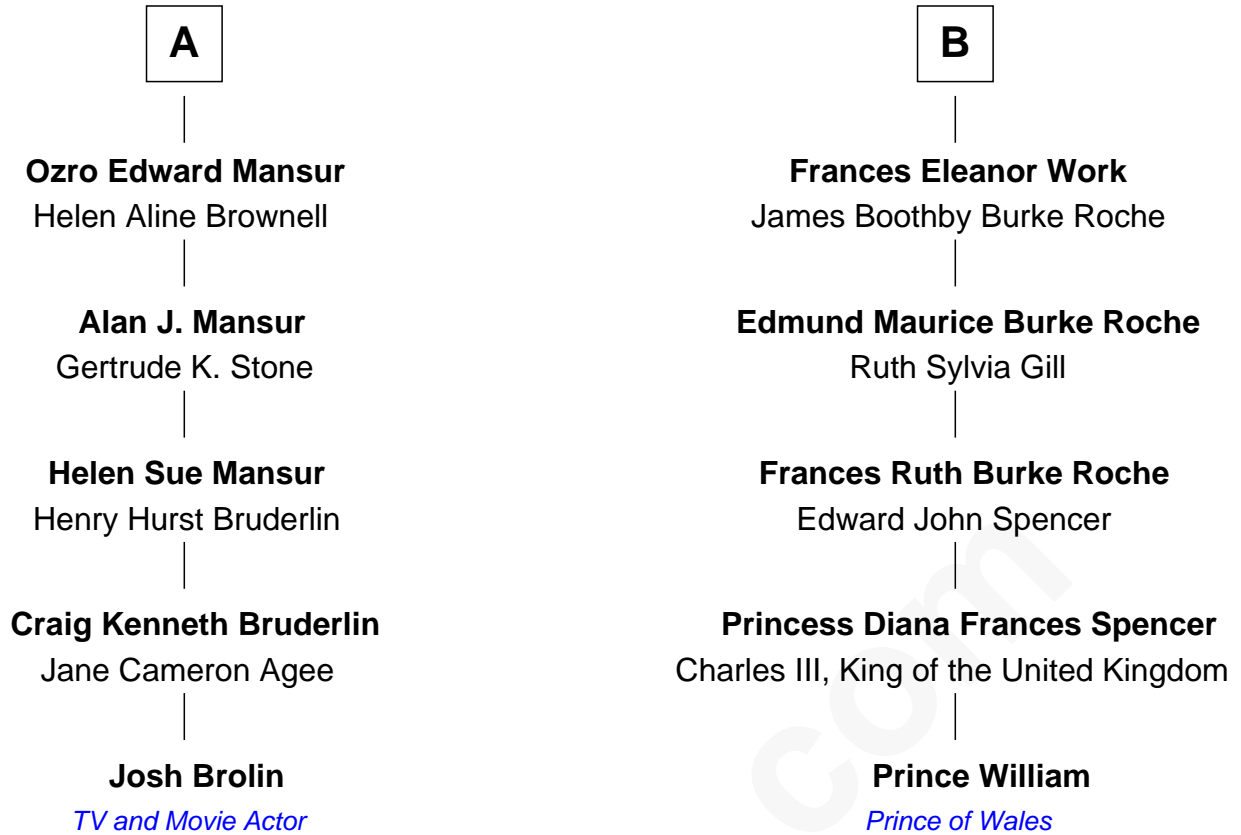 A
Ozro Edward Mansur
Helen Aline Brownell
Alan J. Mansur
Gertrude K. Stone
Helen Sue Mansur
Henry Hurst Bruderlin
Craig Kenneth Bruderlin
Jane Cameron Agee
Josh Brolin
TV and Movie Actor
B
Frances Eleanor Work
James Boothby Burke Roche
Edmund Maurice Burke Roche
Ruth Sylvia Gill
Frances Ruth Burke Roche
Edward John Spencer
Princess Diana Frances Spencer
Charles III, King of the United Kingdom
Prince William
Prince of Wales
com